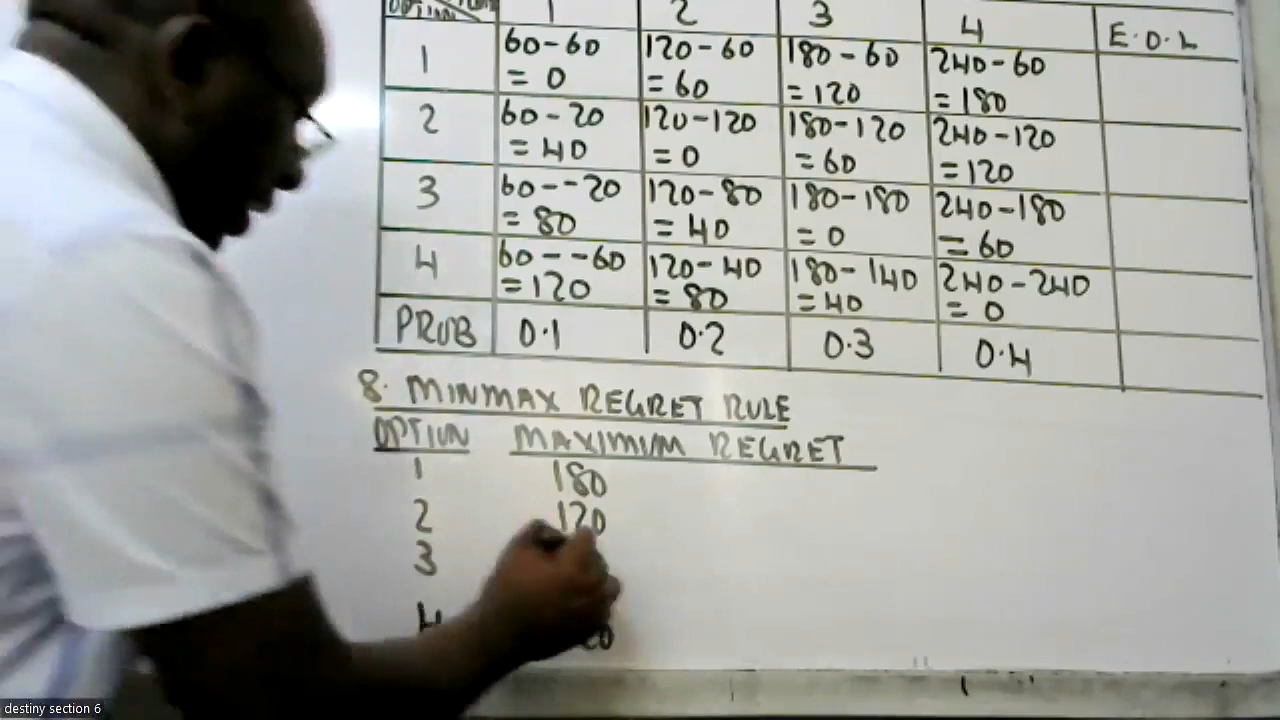 OPTION 1 2 3 4 E.O.L
1 60-60 120-60 180-60 240-60
=0 =60 =120 =180
2 60-20 120-120 180-120 240-120
=40 =0 =60 =120
3 60--20 120-80 180-180 240-180
=80 =40 =0 =60
4 60--60 120-40 180-140 240-240
=120 =80 =40 =0
PROB 0.1 0.2 0.3 0.4
8. MINMAX REGRET RULE
OPTION MAXIMUM REGRET
1 180
2 120
3
4
destiny section 6